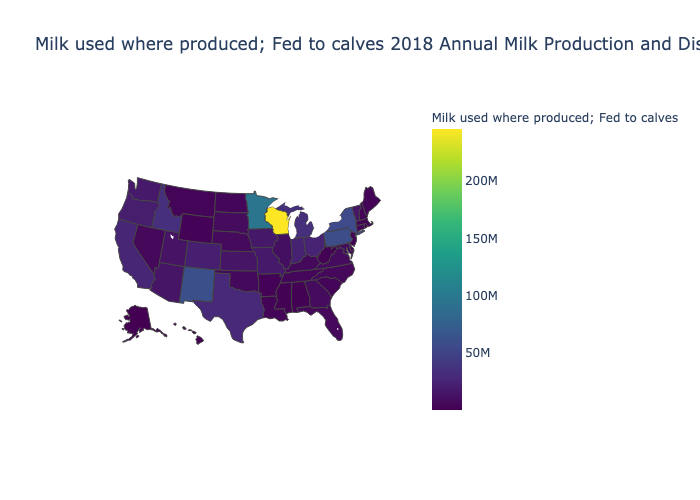 Milk used where produced; Fed to calves 2018 Annual Milk Production and Dis
Milk used where produced; Fed to calves
200M
150M
100M
50M